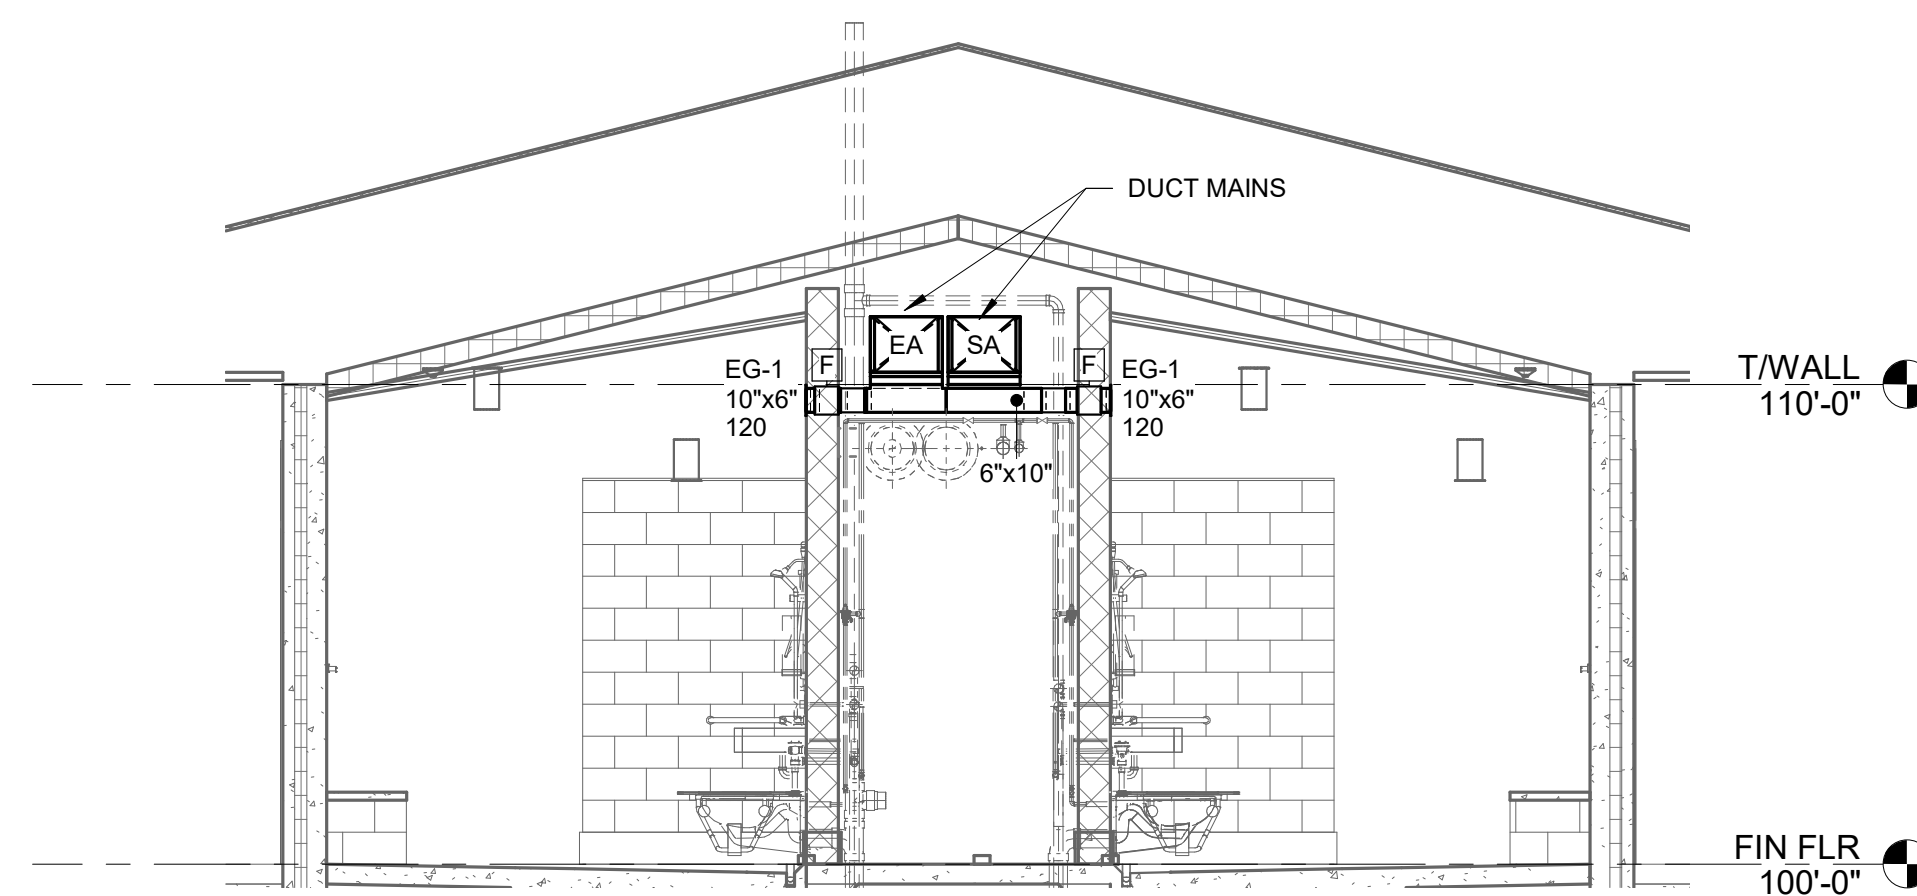 DUCT MAINS
EA
SA
F
F
EG-1
10"x6"
120
EG-1
10"x6"
120
6"x10"
T/WALL
110'-0"
FIN FLR
100'-0"